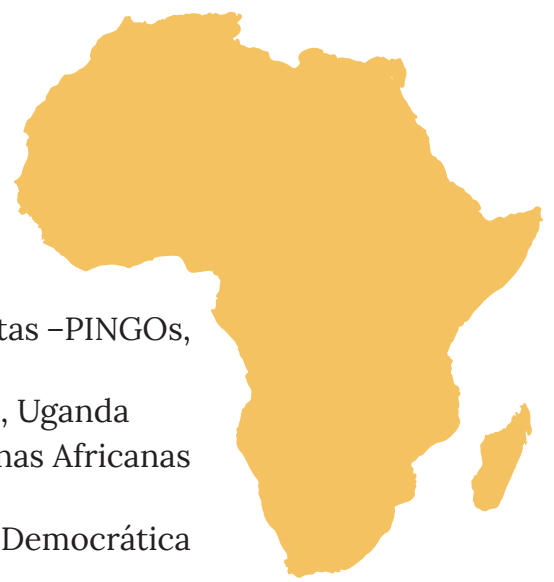 tas –PINGOs,
, Uganda
nas Africanas
Democrática